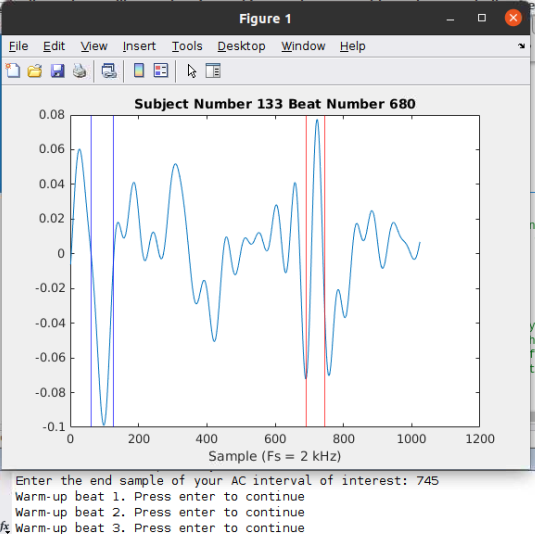 Figure 1
File Edit View Insert Tools Desktop Window Help
Subject Number 133 Beat Number 680
0.08
0.06
0.04
0.02
0
-0.02
-0.04
-0.06
-0.08
-0.1
0 200 400 600 800 1000 1200
Sample (Fs = 2 kHz)
Enter the end sample of your AC interval of interest: 745
Warm-up beat 1. Press enter to continue
Warm-up beat 2. Press enter to continue
fx Warm-up beat 3. Press enter to continue